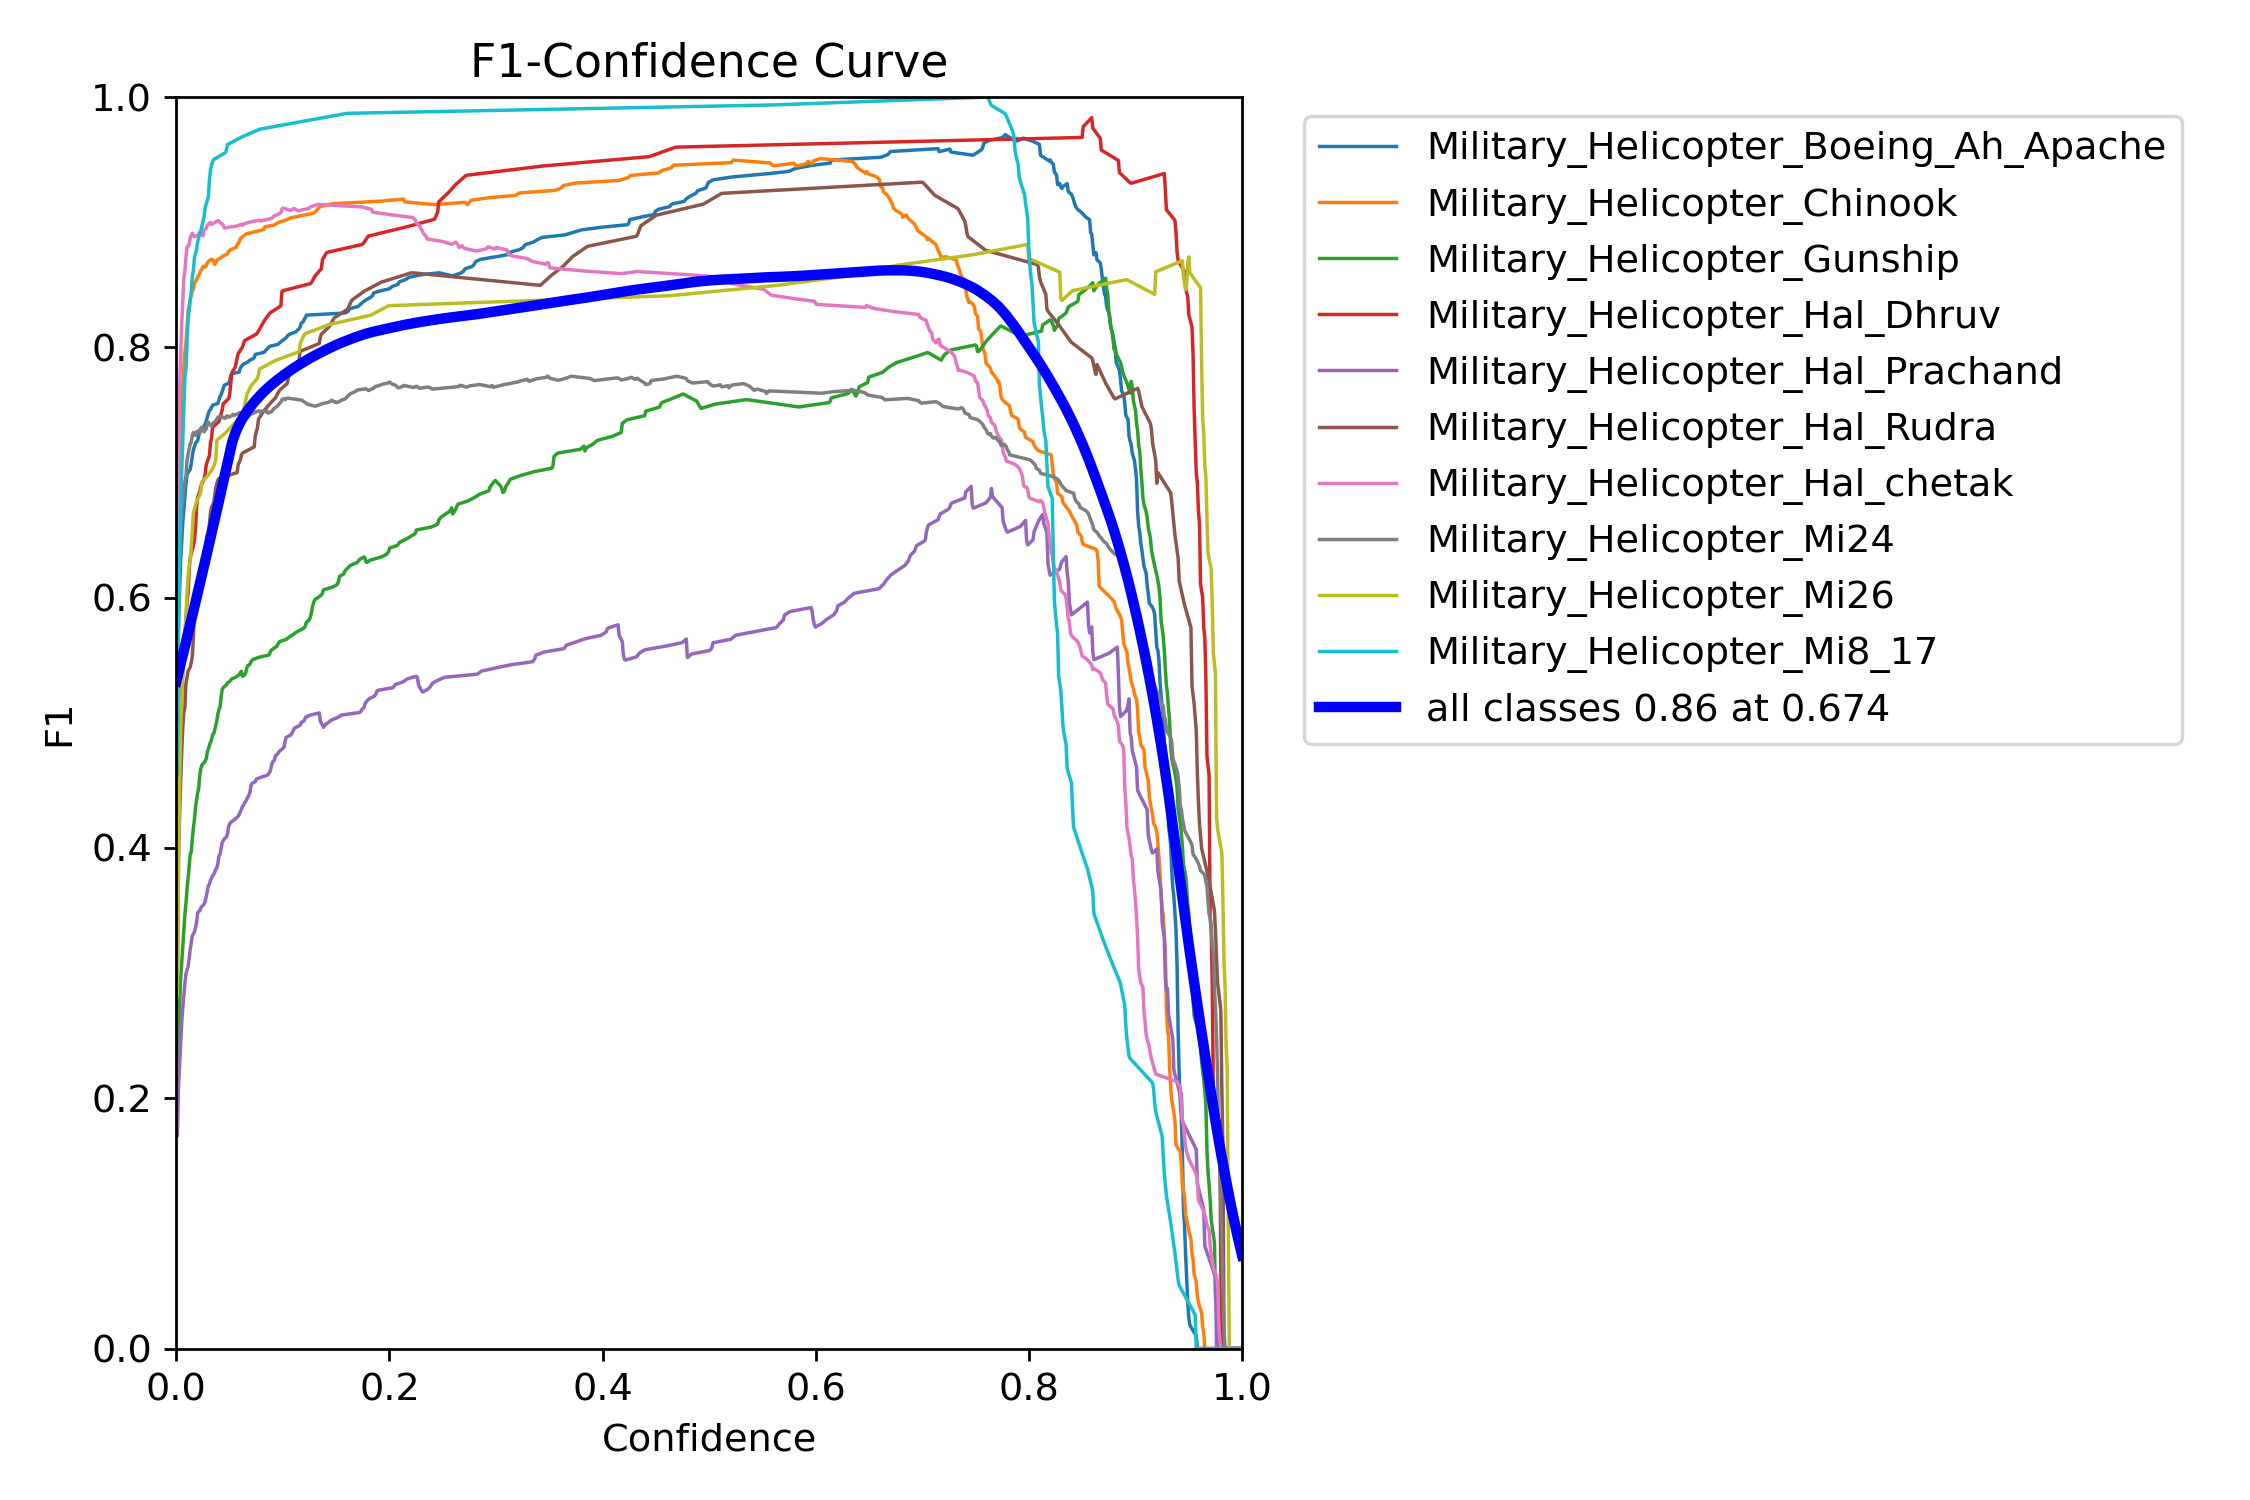 F1-Confidence Curve
1.0
0.8
0.6
0.4
0.2
0.0
F1
0.0 0.2 0.4 0.6 0.8 1.0
Confidence
Military_Helicopter_Boeing_Ah_Apache
Military_Helicopter_Chinook
Military_Helicopter_Gunship
Military_Helicopter_Hal_Dhruv
Military_Helicopter_Hal_Prachand
Military_Helicopter_Hal_Rudra
Military_Helicopter_Hal_chetak
Military_Helicopter_Mi24
Military_Helicopter_Mi26
Military_Helicopter_Mi8_17
all classes 0.86 at 0.674